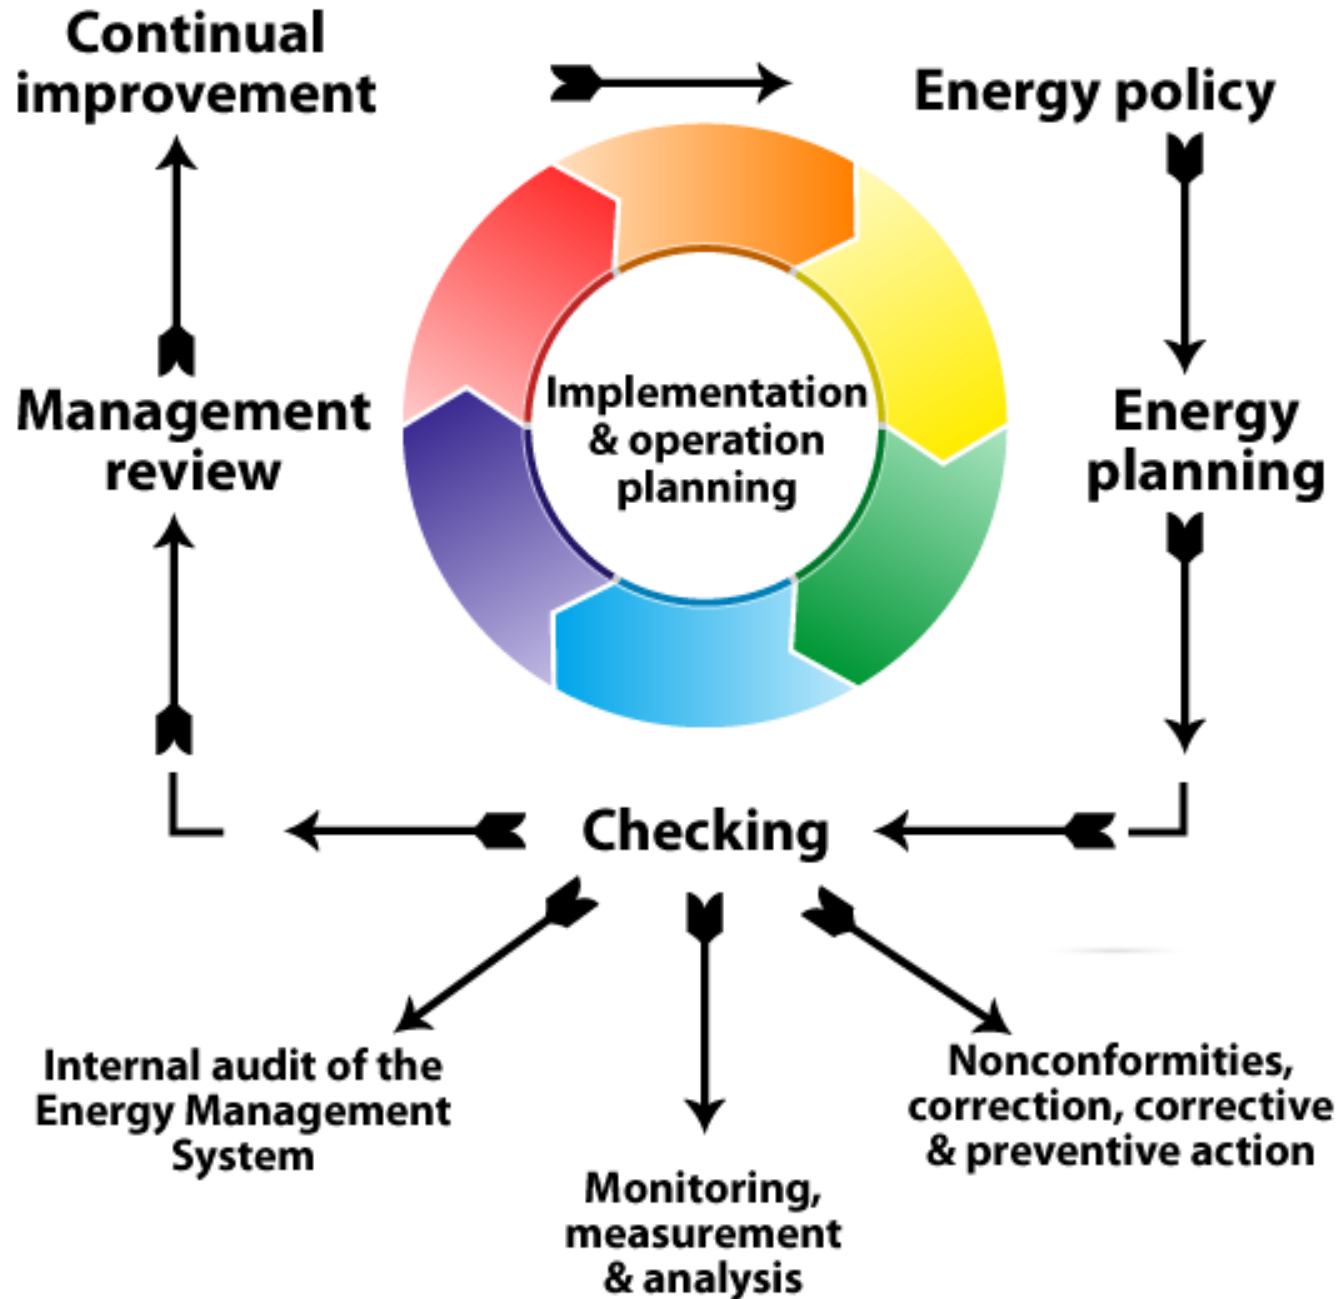 Continual
improvement
Energy policy
Implementation
& operation
planning
Management
review
Energy
planning
Checking
Internal audit of the
Energy Management
System
Monitoring,
measurement
& analysis
Nonconformities,
correction, corrective
& preventive action